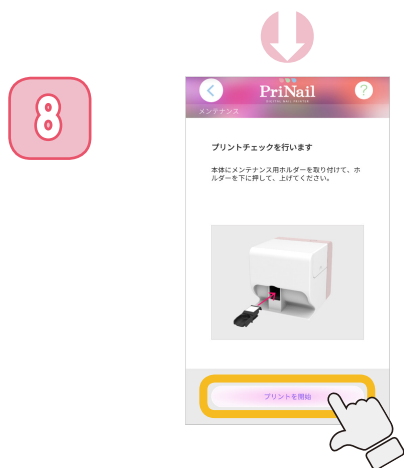 8
PriNail
DIGITAL NAIL PRINTER
?
メンテナンス
プリントチェックを行います
本体にメンテナンス用ホルダーを取り付けて、ホ
ルダーを下に押して、上げてください。
プリントを開始